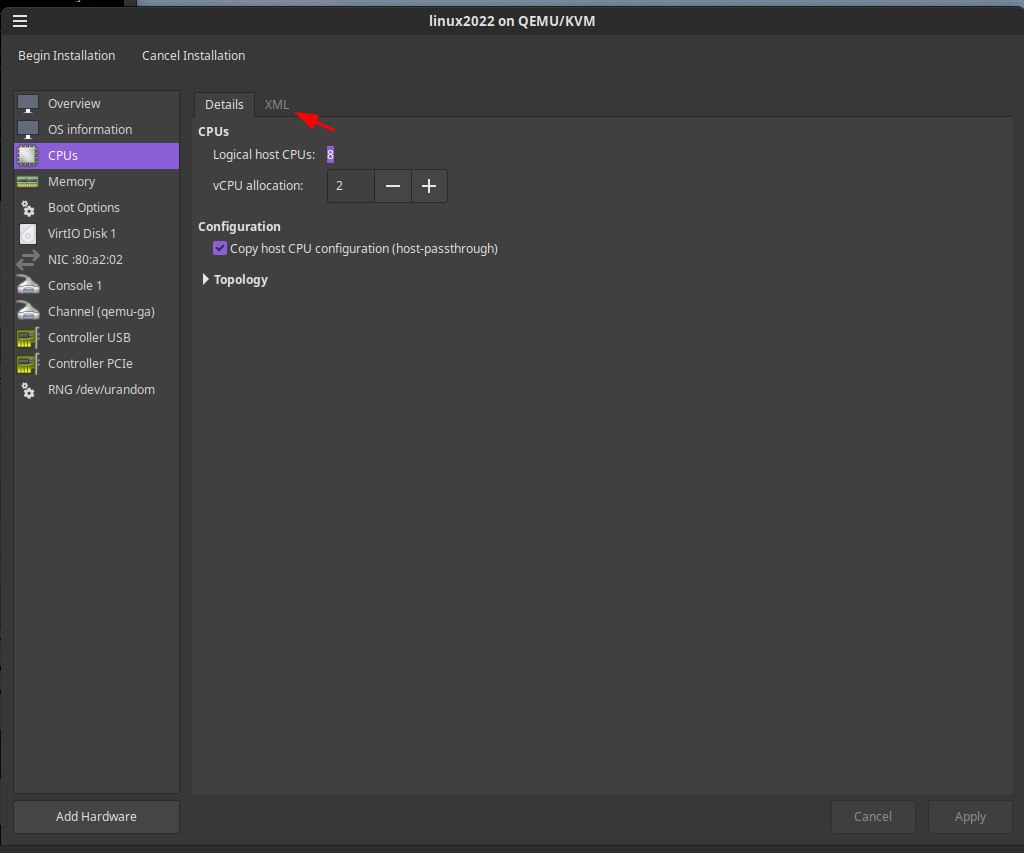 linux2022 on QEMU/KVM
Begin Installation Cancel Installation
Overview
OS information
CPUs
Memory
Boot Options
VirtIO Disk 1
NIC :80:a2:02
Console 1
Channel (qemu-ga)
Controller USB
Controller PCIe
RNG /dev/urandom
Add Hardware
Details XML
CPUs
Logical host CPUs: 8
vCPU allocation: 2
Configuration
Copy host CPU configuration (host-passthrough)
Topology
Cancel Apply